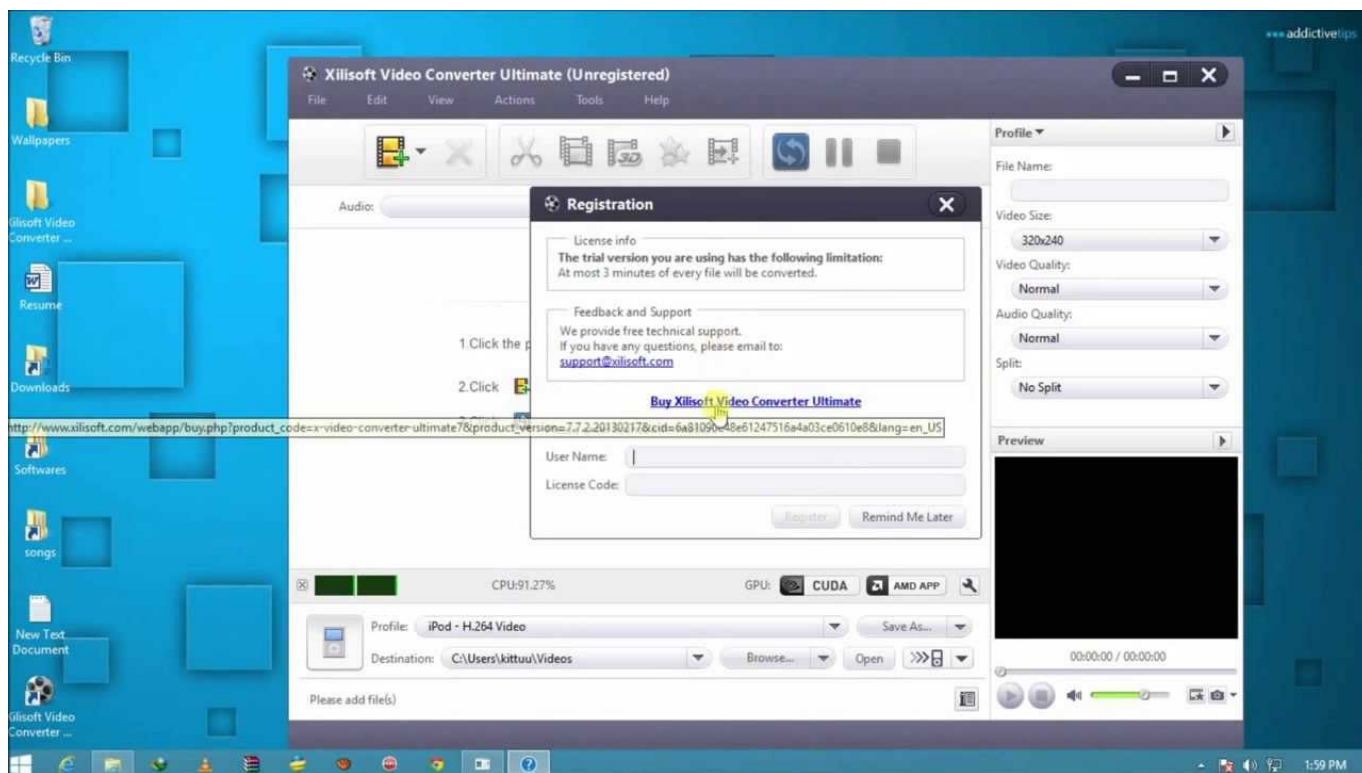 Recycle Bin
addictivetips
Wallpapers
Glisoft Video
Converter ...
Resume
Downloads
Softwares
songs
New Text
Document
Glisoft Video
Converter ...
Xilisoft Video Converter Ultimate (Unregistered)
File Edit View Actions Tools Help
3D
Audio:
1.Click the
2.Click
Registration
License info
The trial version you are using has the following limitation:
At most 3 minutes of every file will be converted.
Feedback and Support
We provide free technical support.
If you have any questions, please email to:
support@xilisoft.com
Buy Xilisoft Video Converter Ultimate
http://www.xilisoft.com/webapp/buy.php?product_code=x-video-converter-ultimate7&product_version=7.7.2.20130217&cid=6a81090e48e61247516a4a03ce0610e8&lang=en_US
User Name:
License Code:
Register Remind Me Later
Profile
File Name:
Video Size:
320x240
Video Quality:
Normal
Audio Quality:
Normal
Split:
No Split
Preview
00:00:00 / 00:00:00
CPU:91.27% GPU: CUDA AMD APP
Profile: iPod - H.264 Video Save As...
Destination: C:\Users\kittuu\Videos Browse... Open
Please add file(s)
1:59 PM